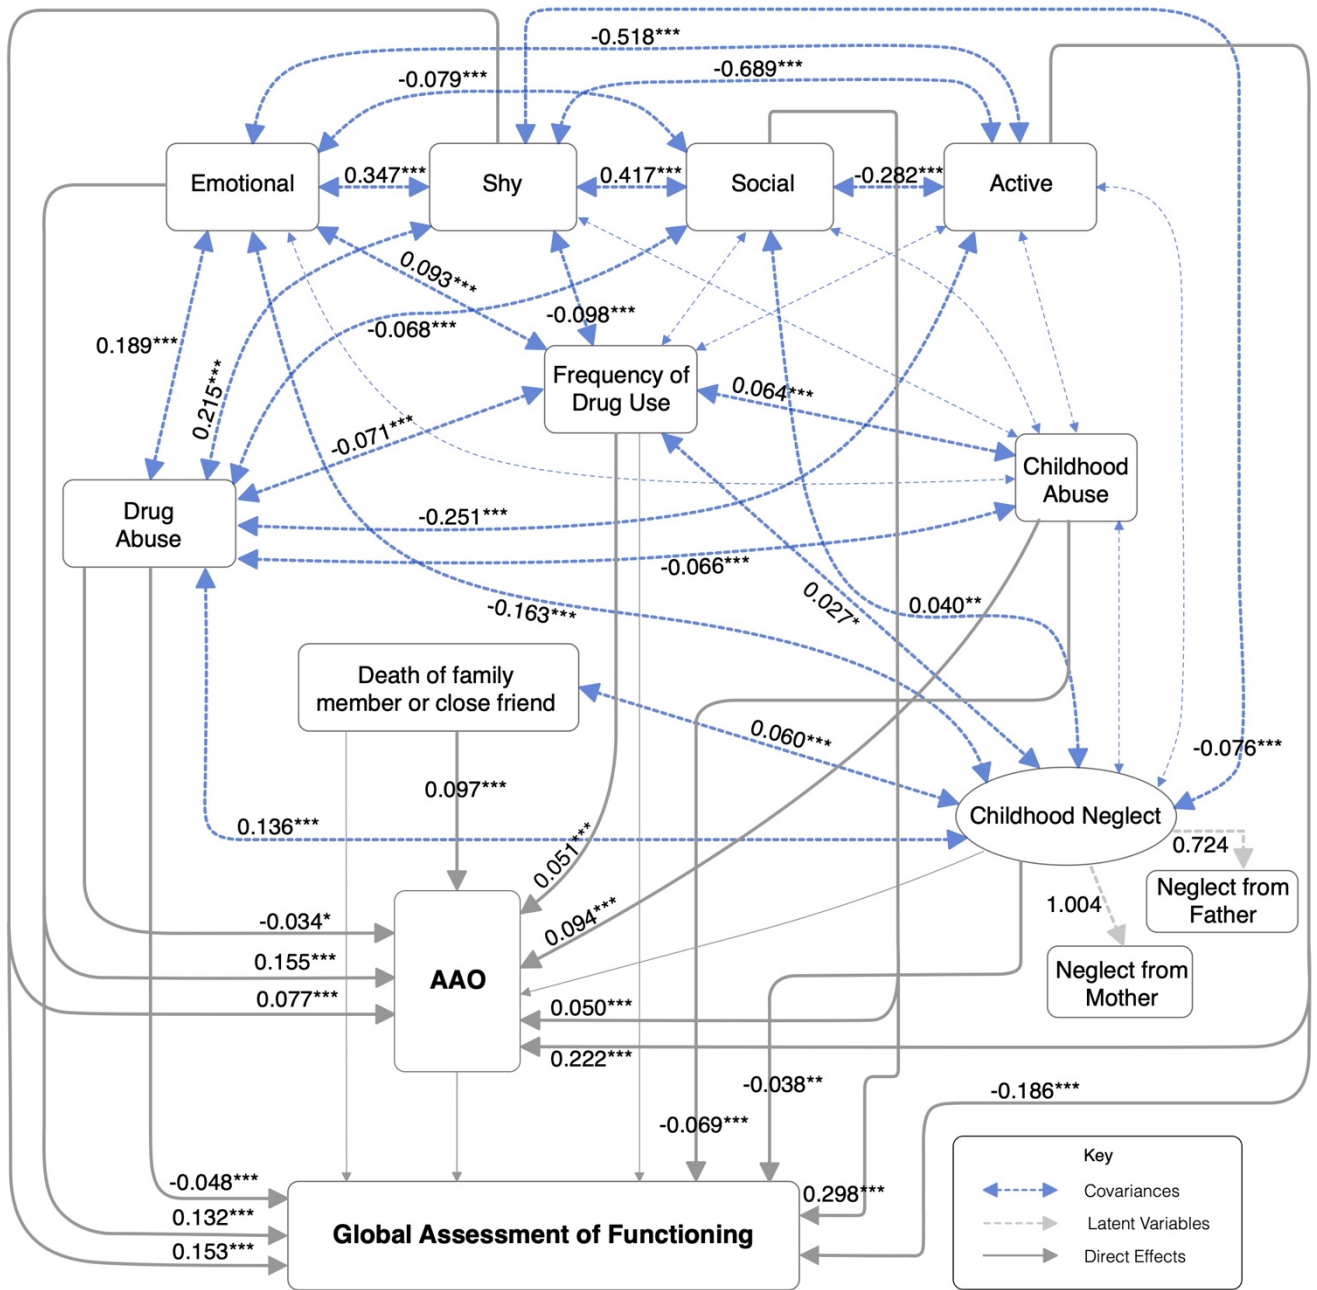 -0.518***
-0.689***
-0.079***
Emotional
0.347***
Shy
0.417***
Social
-0.282***
Active
0.093***
-0.098***
-0.068***
0.189***
0.215***
Frequency of
Drug Use
0.064***
-0.071***
Childhood
Abuse
Drug
Abuse
-0.251***
-0.066***
-0.163***
0.027*
0.040**
Death of family
member or close friend
0.060***
-0.076***
0.097***
Childhood Neglect
0.136***
0.724
0.051***
Neglect from
Father
1.004
0.094***
-0.034*
0.155***
AAO
Neglect from
Mother
0.077***
0.050***
0.222***
-0.038**
-0.186***
-0.069***
Key
Covariances
Latent Variables
Direct Effects
-0.048***
0.298***
0.132***
Global Assessment of Functioning
0.153***